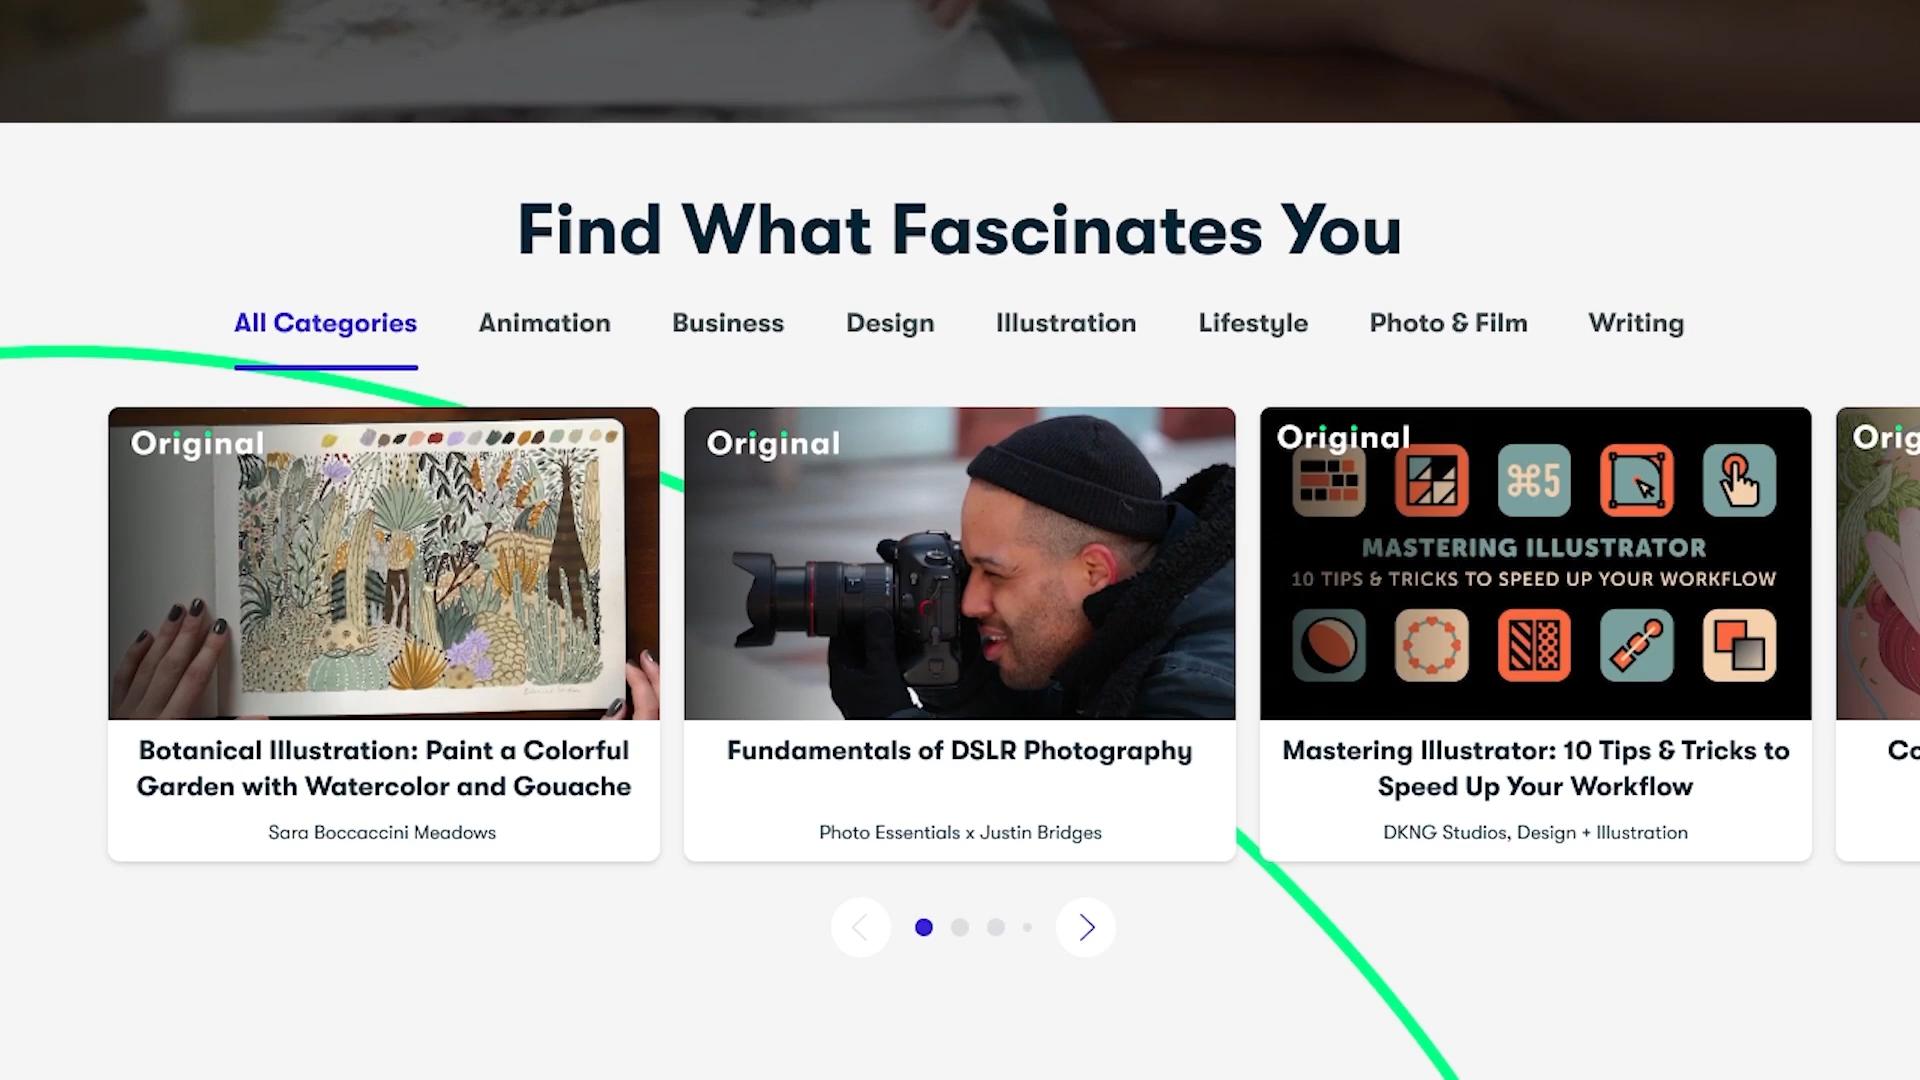 Find What Fascinates You
All Categories
Animation
Business
Design
Illustration
Lifestyle
Photo & Film
Writing
Original
Botanical Illustration: Paint a Colorful
Garden with Watercolor and Gouache
Sara Boccaccini Meadows
Original
Fundamentals of DSLR Photography
Photo Essentials x Justin Bridges
Original
⌘5
MASTERING ILLUSTRATOR
10 TIPS & TRICKS TO SPEED UP YOUR WORKFLOW
Mastering Illustrator: 10 Tips & Tricks to
Speed Up Your Workflow
DKNG Studios, Design + Illustration
Orig
Co